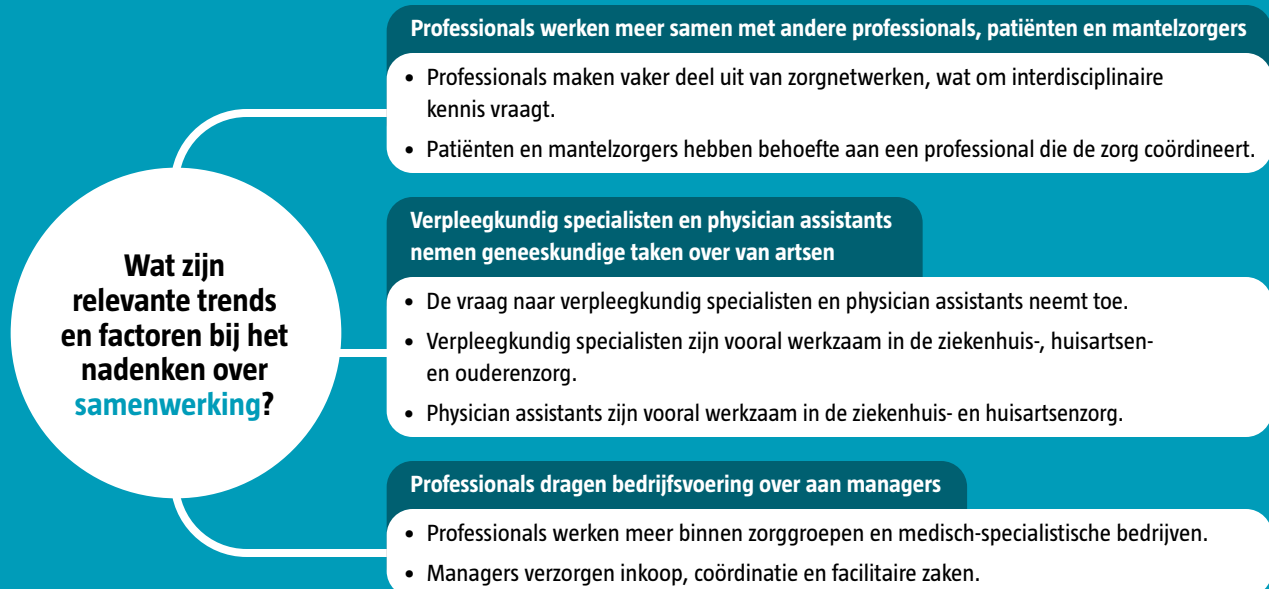 Wat zijn
relevante trends
en factoren bij het
nadenken over
samenwerking?
Professionals werken meer samen met andere professionals, patiënten en mantelzorgers
• Professionals maken vaker deel uit van zorgnetwerken, wat om interdisciplinaire
kennis vraagt.
• Patiënten en mantelzorgers hebben behoefte aan een professional die de zorg coördineert.
Verpleegkundig specialisten en physician assistants
nemen geneeskundige taken over van artsen
• De vraag naar verpleegkundig specialisten en physician assistants neemt toe.
• Verpleegkundig specialisten zijn vooral werkzaam in de ziekenhuis-, huisartsen-
en ouderenzorg.
• Physician assistants zijn vooral werkzaam in de ziekenhuis- en huisartsenzorg.
Professionals dragen bedrijfsvoering over aan managers
• Professionals werken meer binnen zorggroepen en medisch-specialistische bedrijven.
• Managers verzorgen inkoop, coördinatie en facilitaire zaken.